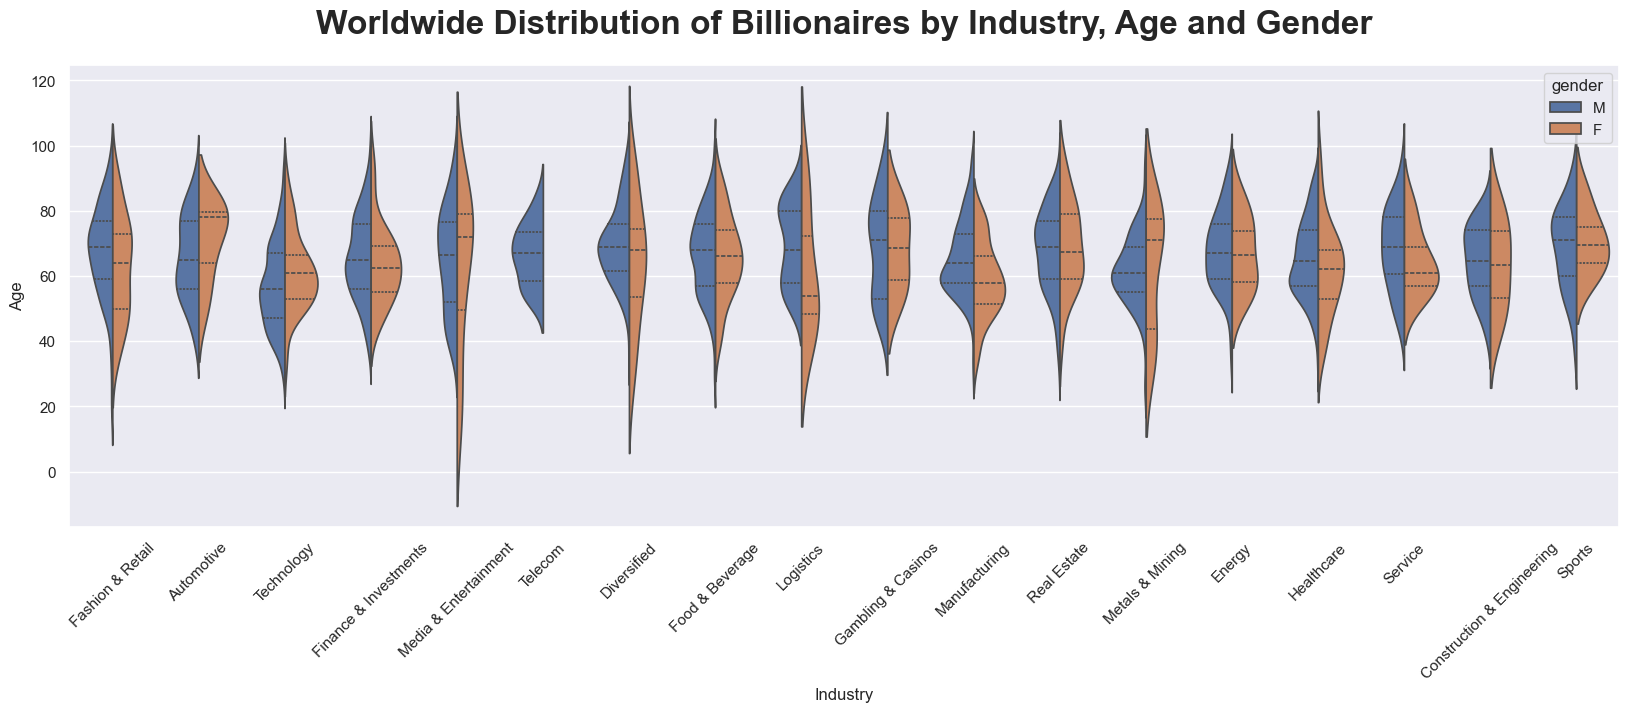 Worldwide Distribution of Billionaires by Industry, Age and Gender
120
100
80
60
40
20
0
Age
gender
M
F
Fashion & Retail
Automotive
Technology
Finance & Investments
Media & Entertainment
Telecom
Diversified
Food & Beverage
Logistics
Gambling & Casinos
Manufacturing
Real Estate
Metals & Mining
Energy
Healthcare
Service
Construction & Engineering
Sports
Industry